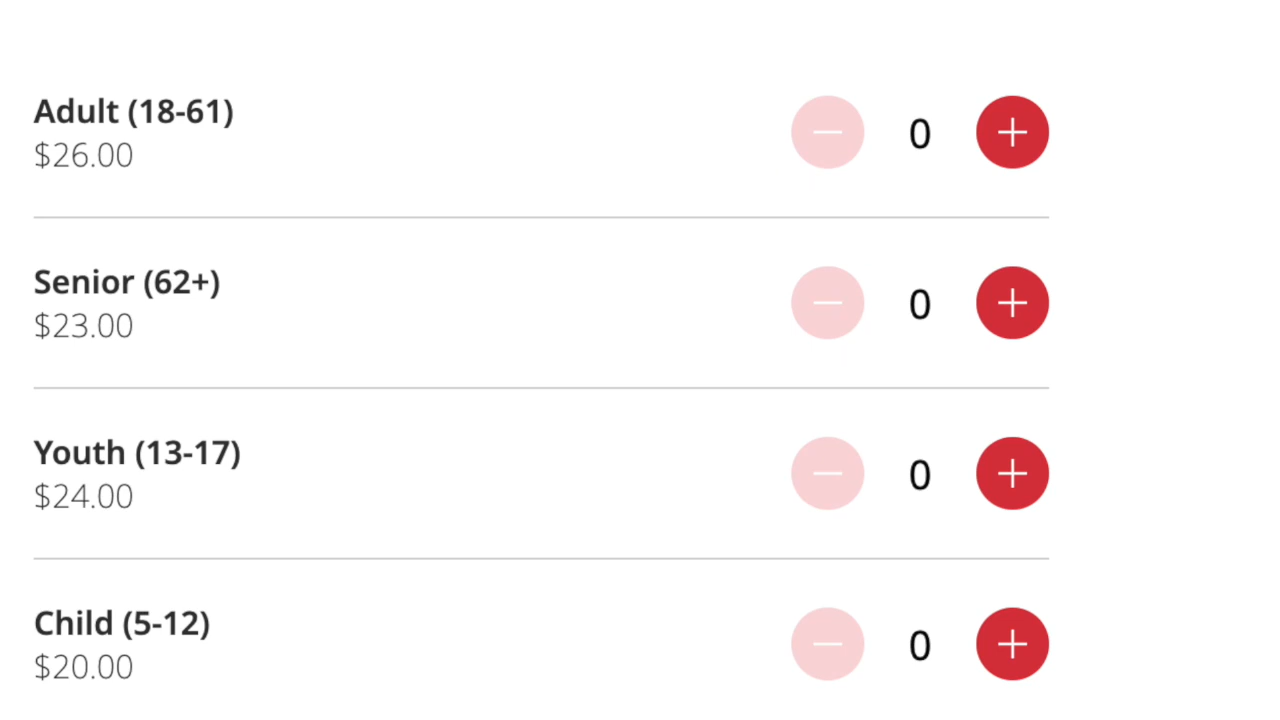 Adult (18-61)
$26.00
0
Senior (62+)
$23.00
0
Youth (13-17)
$24.00
0
Child (5-12)
$20.00
0